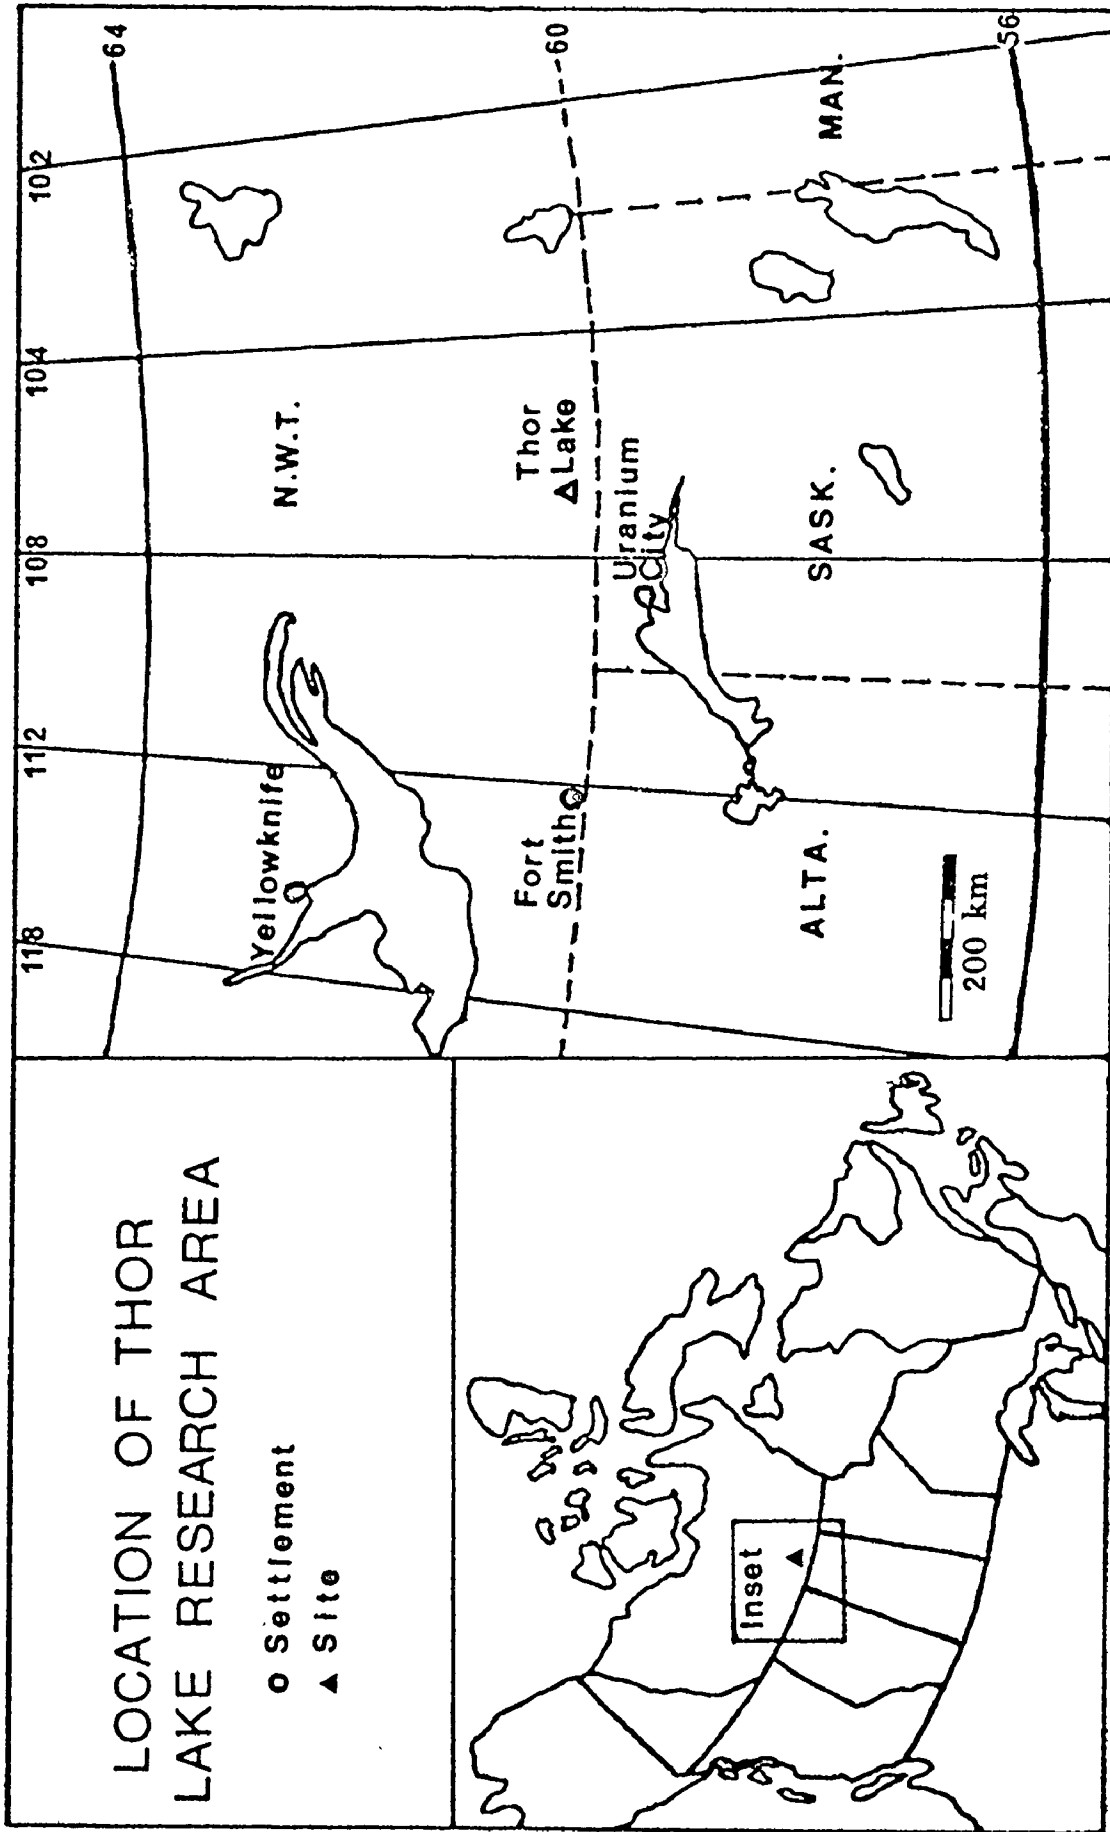 LOCATION OF THOR
LAKE RESEARCH AREA
O Settlement
▲ Site
Inset
118
112
108
104
102
64
60
56
Yellowknife
N.W.T.
Fort
Smith
Thor
Lake
Uranium
City
ALTA.
SASK.
MAN.
200 km